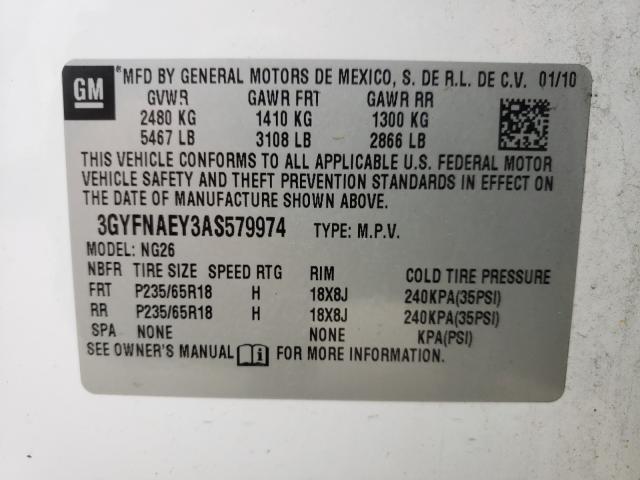 GM
®MFD BY GENERAL MOTORS DE MEXICO, S. DE R.L. DE C.V. 01/10
GVWR GAWR FRT GAWR RR
2480 KG 1410 KG 1300 KG
5467 LB 3108 LB 2866 LB
THIS VEHICLE CONFORMS TO ALL APPLICABLE U.S. FEDERAL MOTOR
VEHICLE SAFETY AND THEFT PREVENTION STANDARDS IN EFFECT ON
THE DATE OF MANUFACTURE SHOWN ABOVE.
3GYFNAEY3AS579974 TYPE: M.P.V.
MODEL: NG26
NBFR TIRE SIZE SPEED RTG RIM COLD TIRE PRESSURE
FRT P235/65R18 H 18X8J 240KPA(35PSI)
RR P235/65R18 H 18X8J 240KPA(35PSI)
SPA NONE NONE KPA(PSI)
SEE OWNER'S MANUAL i FOR MORE INFORMATION.